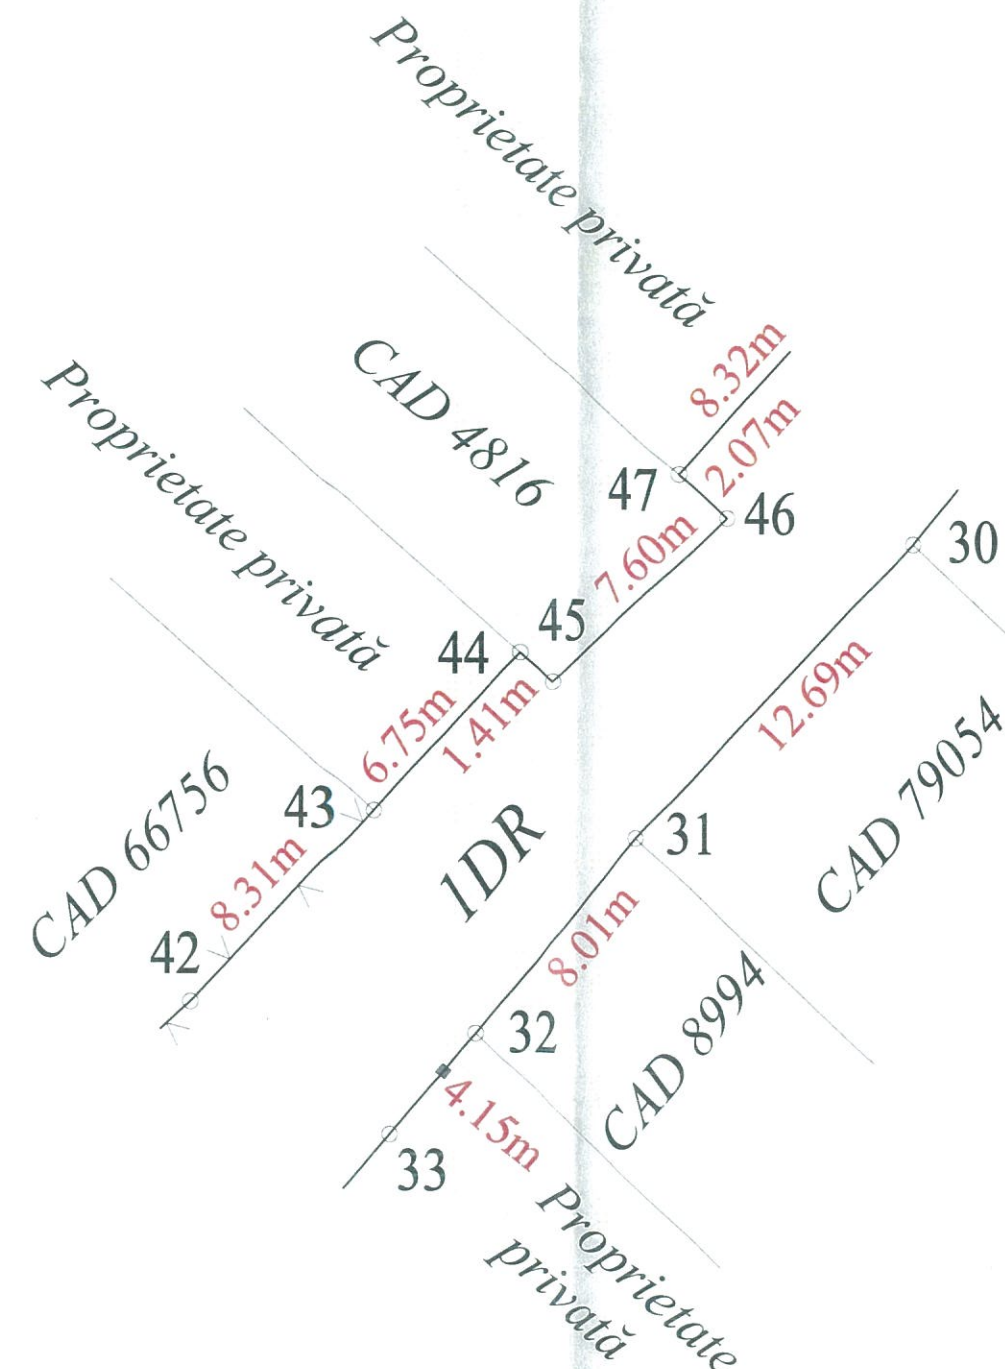 Proprietate privată
8.32m
CAD 4816
2.07m
47
46
Proprietate privată
7.60m
30
45
44
12.69m
6.75m
1.41m
CAD 79054
CAD 66756
43
31
8.31m
1DR
8.01m
42
32
CAD 8994
4.15m
33
Proprietate
privată